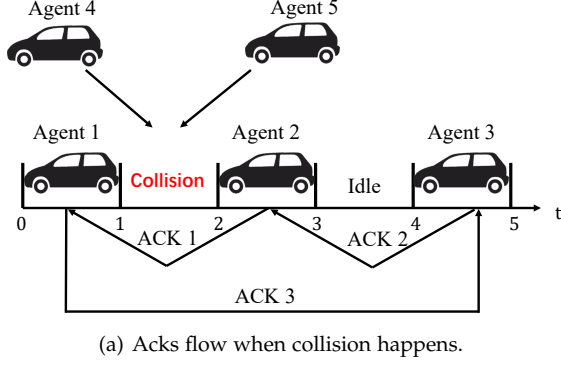 Agent 4
Agent 5
Agent 1
Agent 2
Agent 3
Collision
Idle
0 1 2 3 4 5 t
ACK 1
ACK 2
ACK 3
(a) Acks flow when collision happens.